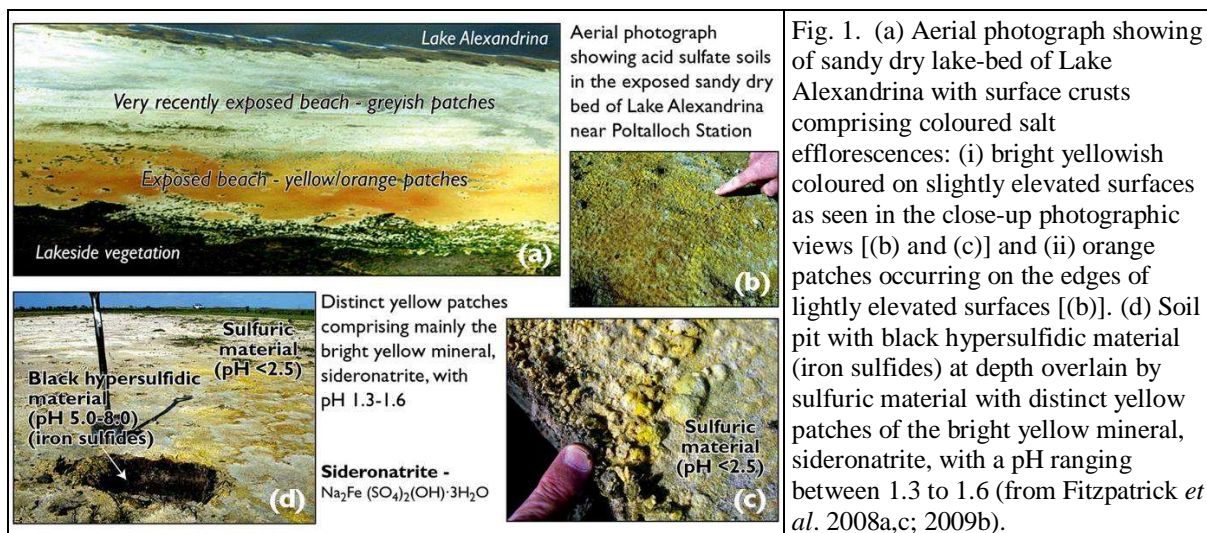 Lake Alexandrina
Very recently exposed beach - greyish patches
Exposed beach - yellow/orange patches
Lakeside vegetation
(a)
Aerial photograph
showing acid sulfate soils
in the exposed sandy dry
bed of Lake Alexandrina
near Poltalloch Station
(b)
Sulfuric
material
(pH <2.5)
Black hypersulfidic
material
(pH 5.0-8.0)
(iron sulfides)
(d)
Distinct yellow patches
comprising mainly the
bright yellow mineral,
sideronatrite, with
pH 1.3-1.6
Sideronatrite -
Na₂Fe (SO₄)₂(OH)·3H₂O
Sulfuric
material
(pH <2.5)
(c)
Fig. 1. (a) Aerial photograph showing
of sandy dry lake-bed of Lake
Alexandrina with surface crusts
comprising coloured salt
efflorescences: (i) bright yellowish
coloured on slightly elevated surfaces
as seen in the close-up photographic
views [(b) and (c)] and (ii) orange
patches occurring on the edges of
lightly elevated surfaces [(b)]. (d) Soil
pit with black hypersulfidic material
(iron sulfides) at depth overlain by
sulfuric material with distinct yellow
patches of the bright yellow mineral,
sideronatrite, with a pH ranging
between 1.3 to 1.6 (from Fitzpatrick et
al. 2008a,c; 2009b).